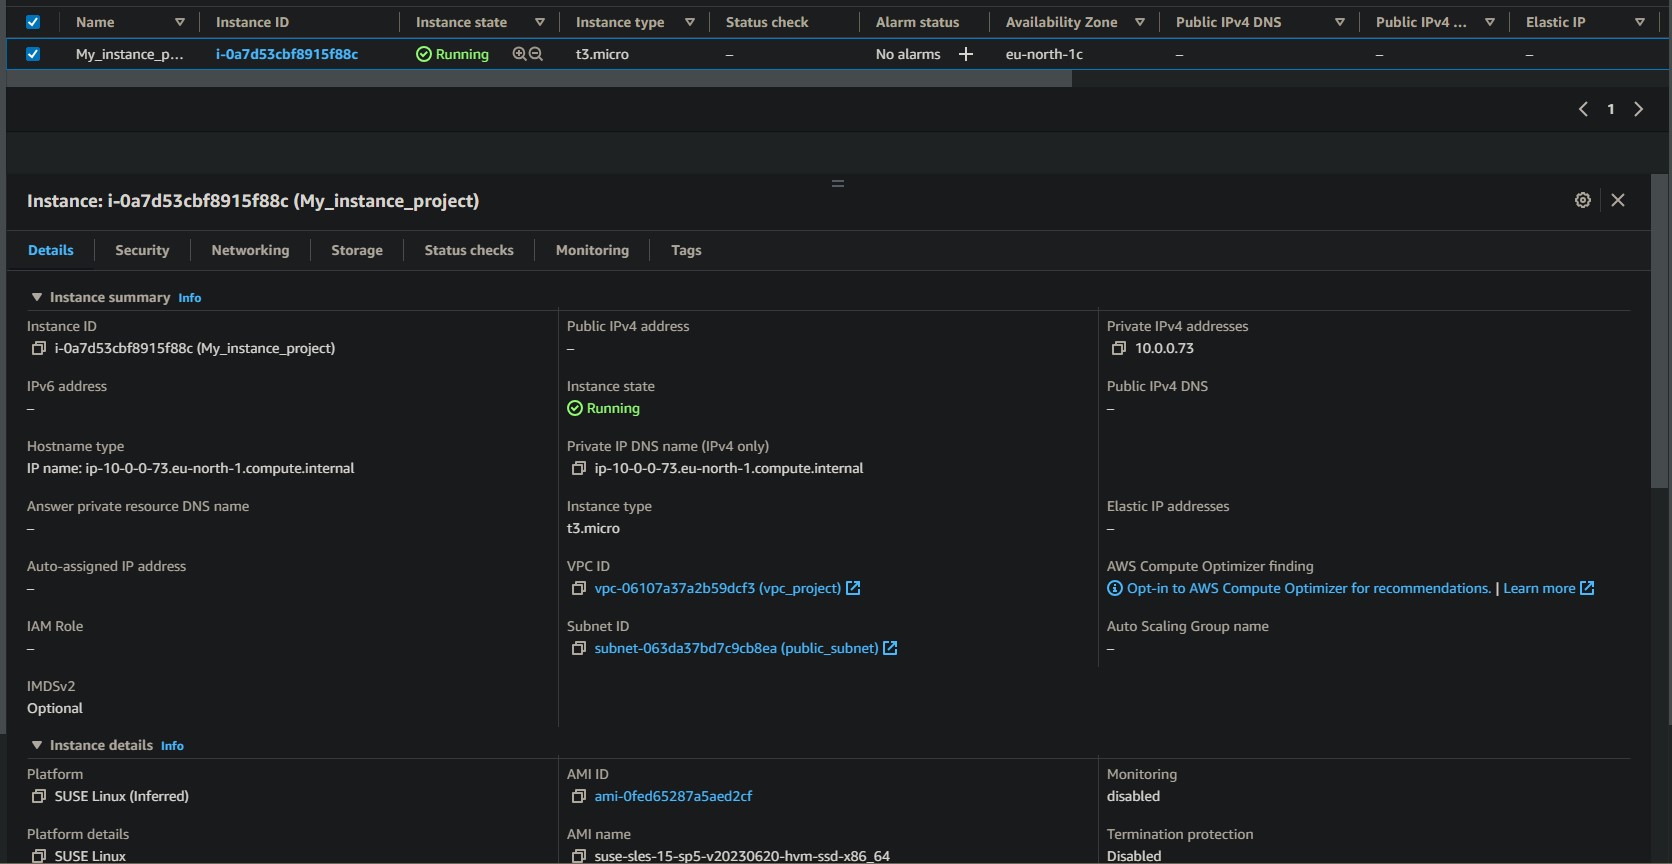 Name Instance ID Instance state Instance type Status check Alarm status Availability Zone Public IPv4 DNS Public IPv4 ... Elastic IP
My_instance_p... i-0a7d53cbf8915f88c Running t3.micro – No alarms + eu-north-1c – – –
1
Instance: i-0a7d53cbf8915f88c (My_instance_project)
Details Security Networking Storage Status checks Monitoring Tags
Instance summary Info
Instance ID Public IPv4 address Private IPv4 addresses
i-0a7d53cbf8915f88c (My_instance_project) – 10.0.0.73
IPv6 address Instance state Public IPv4 DNS
– Running –
Hostname type Private IP DNS name (IPv4 only)
IP name: ip-10-0-0-73.eu-north-1.compute.internal ip-10-0-0-73.eu-north-1.compute.internal
Answer private resource DNS name Instance type Elastic IP addresses
– t3.micro –
Auto-assigned IP address VPC ID AWS Compute Optimizer finding
– vpc-06107a37a2b59dcf3 (vpc_project) Opt-in to AWS Compute Optimizer for recommendations. | Learn more
IAM Role Subnet ID Auto Scaling Group name
– subnet-063da37bd7c9cb8ea (public_subnet) –
IMDSv2
Optional
Instance details Info
Platform AMI ID Monitoring
SUSE Linux (Inferred) ami-0fed65287a5aed2cf disabled
Platform details AMI name Termination protection
SUSE Linux suse-sles-15-sp5-v20230620-hvm-ssd-x86_64 Disabled